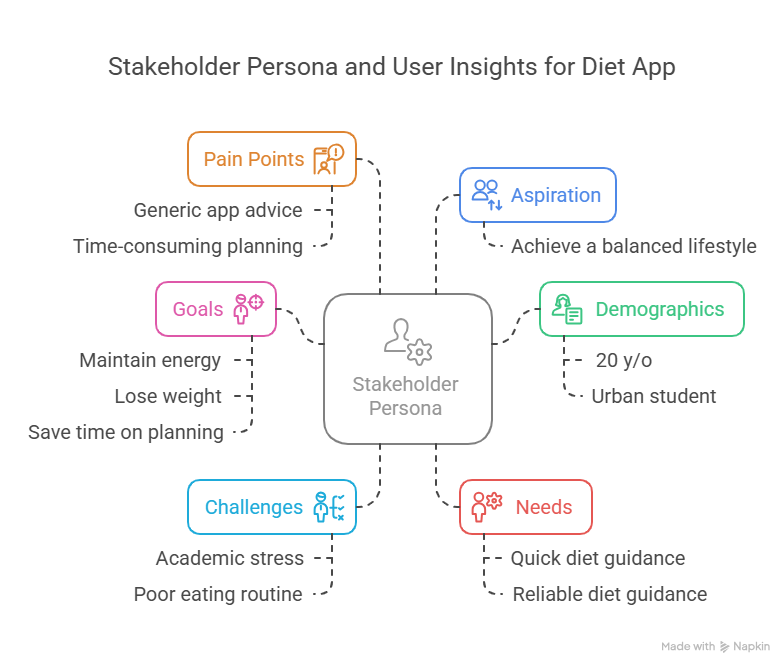 Stakeholder Persona and User Insights for Diet App
Pain Points
Generic app advice
Time-consuming planning
Aspiration
Achieve a balanced lifestyle
Goals
Maintain energy
Lose weight
Save time on planning
Stakeholder
Persona
Demographics
20 y/o
Urban student
Challenges
Academic stress
Poor eating routine
Needs
Quick diet guidance
Reliable diet guidance
Made with Napkin